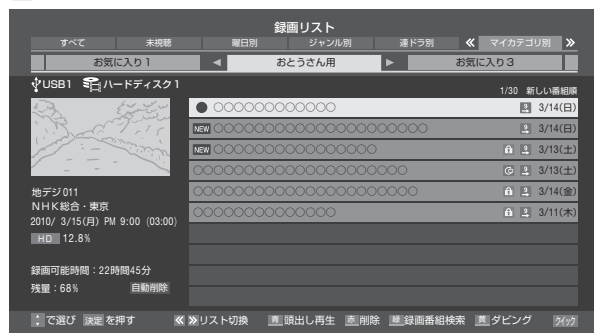 録画リスト
すべて 未視聴 曜日別 ジャンル別 連ドラ別 ≪ マイカテゴリ別 ≫
お気に入り1 ◀ おとうさん用 ▶ お気に入り3
USB1 ハードディスク1
1/30 新しい番組順
● ○○○○○○○○○○○○ 3/14(日)
NEW ○○○○○○○○○○○○○○○○○○○○○ 3/14(日)
NEW ○○○○○○○○○○○○○○○○ 3/13(土)
○○○○○○○○○○○○○○○○○○○○○ G 3/13(土)
○○○○○○○○○○○○○○○○○○○○○○ 3/14(金)
○○○○○○○○○○○○○○ 3/11(木)
地デジ011
NHK総合・東京
2010/ 3/15(月) PM 9:00 (03:00)
HD 12.8%
録画可能時間：22時間45分
残量：68% 自動削除
で選び 決定 を押す ≪ ≫リスト切換 青 頭出し再生 赤 削除 緑 録画番組検索 黄 ダビング クイック